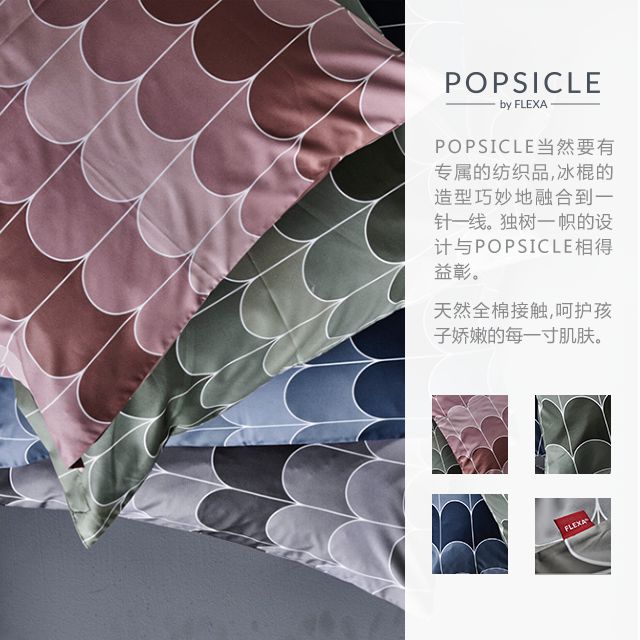 POPSICLE
by FLEXA
POPSICLE当然要有
专属的纺织品,冰棍的
造型巧妙地融合到一
针一线。独树一帜的设
计与POPSICLE相得
益彰。
天然全棉接触,呵护孩
子娇嫩的每一寸肌肤。
FLEXA